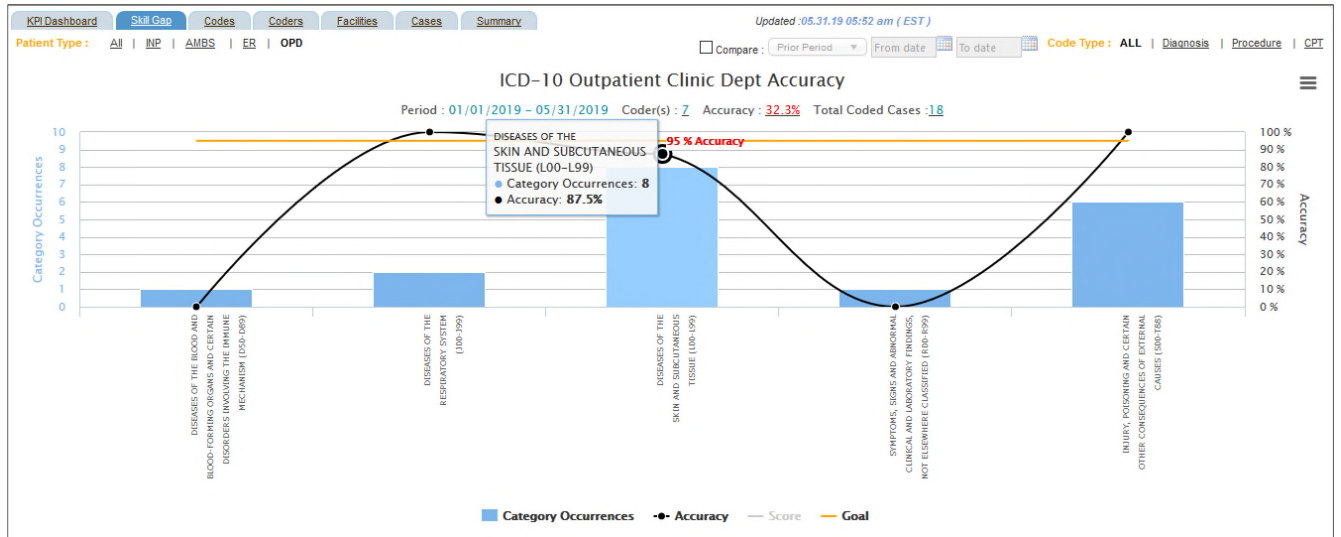 KPI Dashboard Skill Gap Codes Coders Facilities Cases Summary Updated :05.31.19 05:52 am ( EST )
Patient Type : All | INP | AMBS | ER | OPD Compare : Prior Period From date To date Code Type : ALL | Diagnosis | Procedure | CPT
ICD-10 Outpatient Clinic Dept Accuracy
Period : 01/01/2019 - 05/31/2019 Coder(s) : 7 Accuracy : 32.3% Total Coded Cases :18
Category Occurrences
10
9
8
7
6
5
4
3
2
1
0
DISEASES OF THE
SKIN AND SUBCUTANEOUS
TISSUE (L00-L99)
Category Occurrences: 8
Accuracy: 87.5%
95 % Accuracy
100 %
90 %
80 %
70 %
60 %
50 %
40 %
30 %
20 %
10 %
0 %
Accuracy
DISEASES OF THE BLOOD AND
BLOOD-FORMING ORGANS AND CERTAIN
DISORDERS INVOLVING THE IMMUNE
MECHANISM (D50-D89)
DISEASES OF THE
RESPIRATORY SYSTEM
(J00-J99)
DISEASES OF THE
SKIN AND SUBCUTANEOUS
TISSUE (L00-L99)
SYMPTOMS, SIGNS AND ABNORMAL
CLINICAL AND LABORATORY FINDINGS,
NOT ELSEWHERE CLASSIFIED (R00-R99)
INJURY, POISONING AND CERTAIN
OTHER CONSEQUENCES OF EXTERNAL
CAUSES (S00-T88)
Category Occurrences Accuracy Score Goal